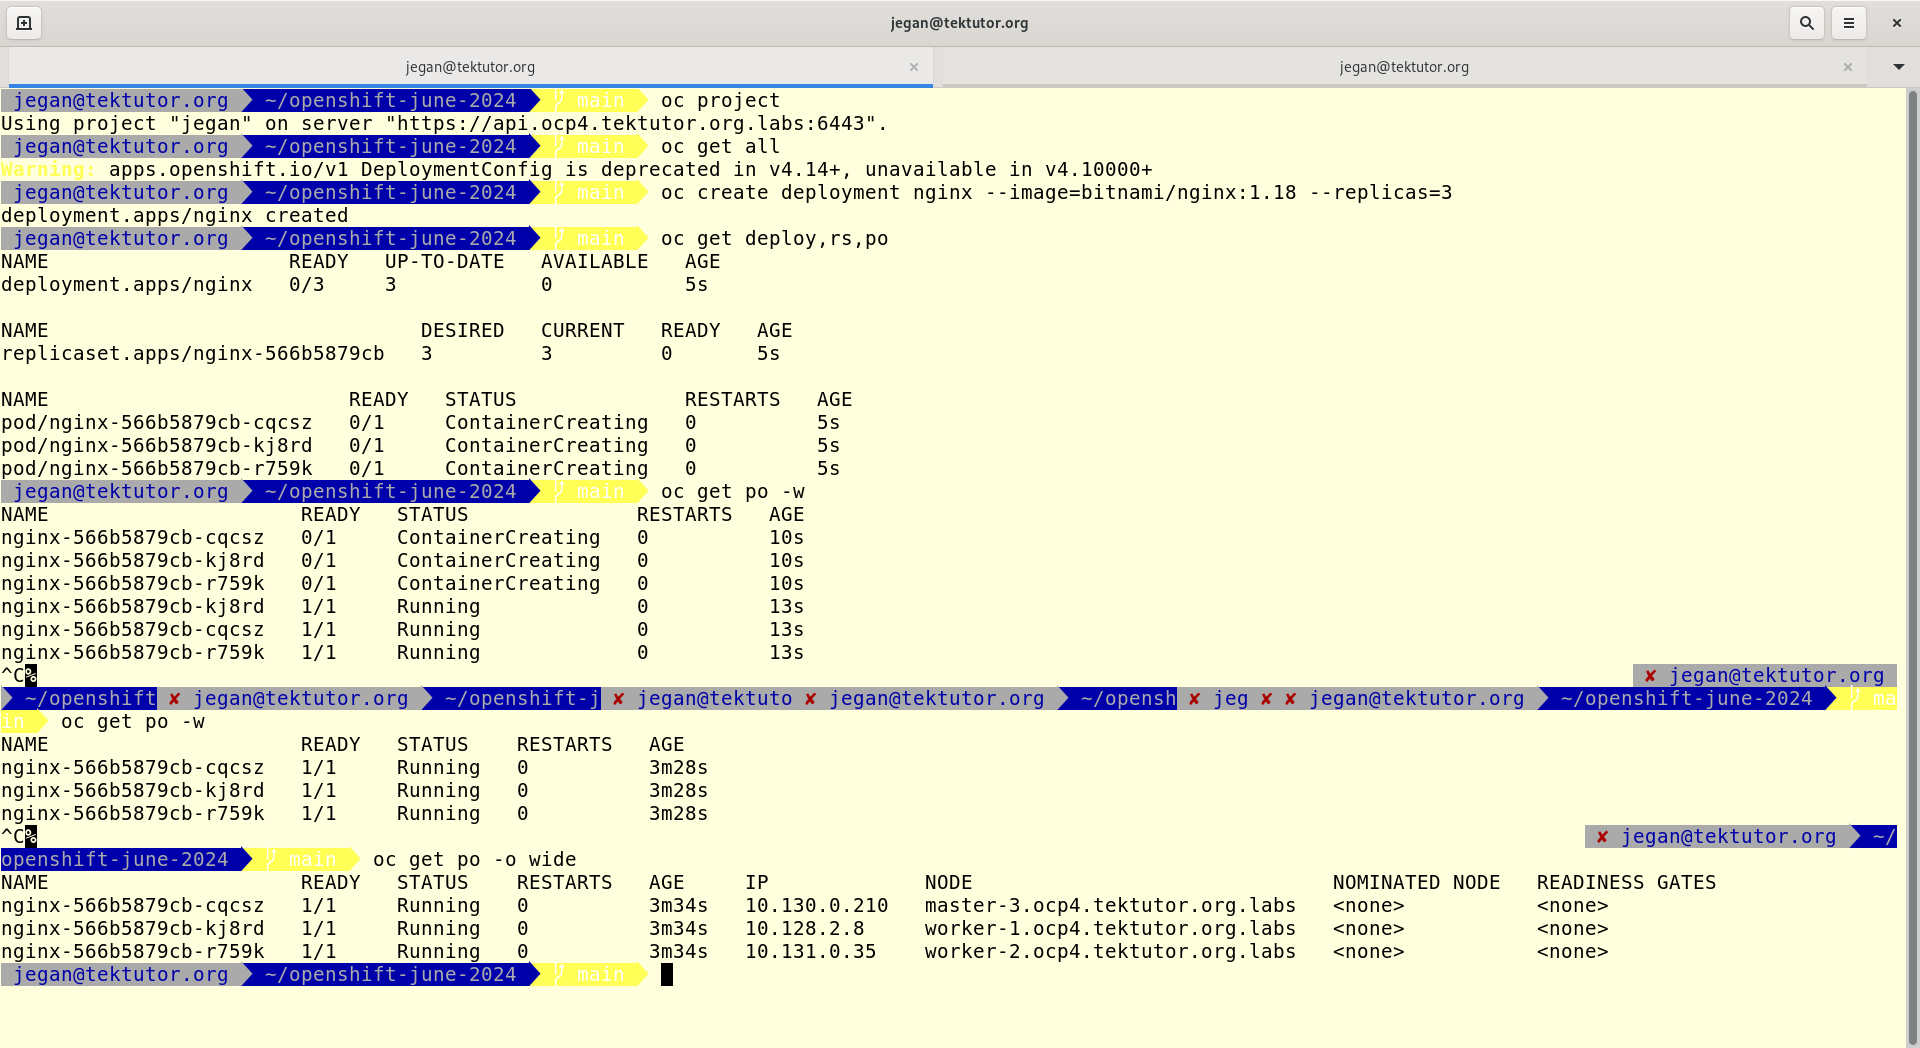 jegan@tektutor.org
jegan@tektutor.org jegan@tektutor.org
jegan@tektutor.org ~/openshift-june-2024 main oc project
Using project "jegan" on server "https://api.ocp4.tektutor.org.labs:6443".
jegan@tektutor.org ~/openshift-june-2024 main oc get all
Warning: apps.openshift.io/v1 DeploymentConfig is deprecated in v4.14+, unavailable in v4.10000+
jegan@tektutor.org ~/openshift-june-2024 main oc create deployment nginx --image=bitnami/nginx:1.18 --replicas=3
deployment.apps/nginx created
jegan@tektutor.org ~/openshift-june-2024 main oc get deploy,rs,po
NAME READY UP-TO-DATE AVAILABLE AGE
deployment.apps/nginx 0/3 3 0 5s
NAME DESIRED CURRENT READY AGE
replicaset.apps/nginx-566b5879cb 3 3 0 5s
NAME READY STATUS RESTARTS AGE
pod/nginx-566b5879cb-cqcsz 0/1 ContainerCreating 0 5s
pod/nginx-566b5879cb-kj8rd 0/1 ContainerCreating 0 5s
pod/nginx-566b5879cb-r759k 0/1 ContainerCreating 0 5s
jegan@tektutor.org ~/openshift-june-2024 main oc get po -w
NAME READY STATUS RESTARTS AGE
nginx-566b5879cb-cqcsz 0/1 ContainerCreating 0 10s
nginx-566b5879cb-kj8rd 0/1 ContainerCreating 0 10s
nginx-566b5879cb-r759k 0/1 ContainerCreating 0 10s
nginx-566b5879cb-kj8rd 1/1 Running 0 13s
nginx-566b5879cb-cqcsz 1/1 Running 0 13s
nginx-566b5879cb-r759k 1/1 Running 0 13s
^C% ✘ jegan@tektutor.org
~/openshift ✘ jegan@tektutor.org ~/openshift-j ✘ jegan@tektuto ✘ jegan@tektutor.org ~/opensh ✘ jeg ✘ ✘ jegan@tektutor.org ~/openshift-june-2024 ma
in oc get po -w
NAME READY STATUS RESTARTS AGE
nginx-566b5879cb-cqcsz 1/1 Running 0 3m28s
nginx-566b5879cb-kj8rd 1/1 Running 0 3m28s
nginx-566b5879cb-r759k 1/1 Running 0 3m28s
^C% ✘ jegan@tektutor.org ~/
openshift-june-2024 main oc get po -o wide
NAME READY STATUS RESTARTS AGE IP NODE NOMINATED NODE READINESS GATES
nginx-566b5879cb-cqcsz 1/1 Running 0 3m34s 10.130.0.210 master-3.ocp4.tektutor.org.labs <none> <none>
nginx-566b5879cb-kj8rd 1/1 Running 0 3m34s 10.128.2.8 worker-1.ocp4.tektutor.org.labs <none> <none>
nginx-566b5879cb-r759k 1/1 Running 0 3m34s 10.131.0.35 worker-2.ocp4.tektutor.org.labs <none> <none>
jegan@tektutor.org ~/openshift-june-2024 main